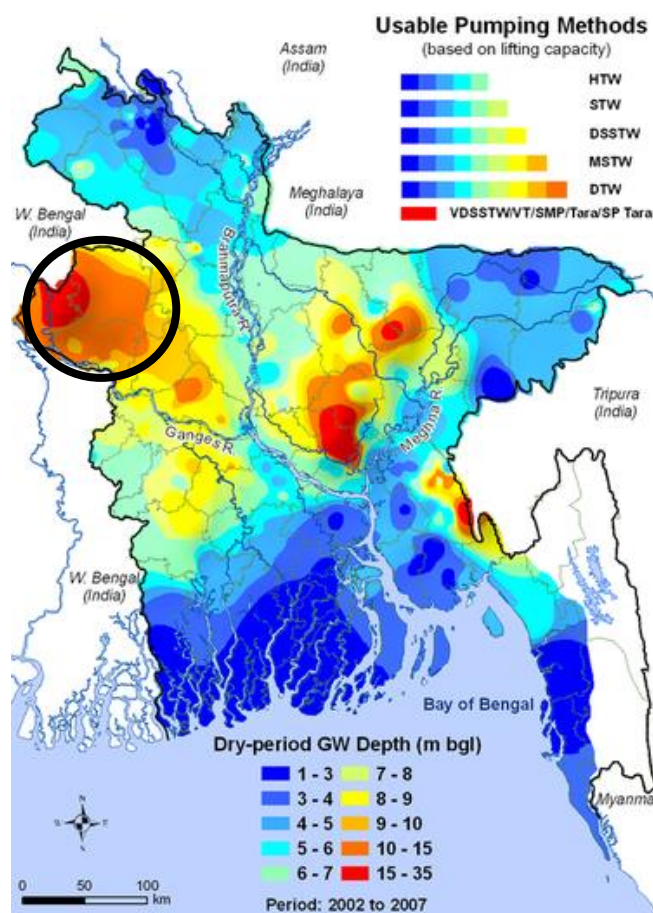 Usable Pumping Methods
(based on lifting capacity)
HTW
STW
DSSTW
MSTW
DTW
VDSSTW/VT/SMP/Tara/SP Tara
Assam
(India)
Meghalaya
(India)
W. Bengal
(India)
Brahmaputra R.
Meghna R.
Ganges R.
Tripura
(India)
W. Bengal
(India)
Bay of Bengal
Myanma
Dry-period GW Depth (m bgl)
1 - 3
3 - 4
4 - 5
5 - 6
6 - 7
7 - 8
8 - 9
9 - 10
10 - 15
15 - 35
Period: 2002 to 2007
N
W
E
S
0 50 100
km